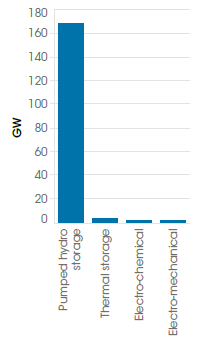 180
160
140
120
100
80
60
40
20
0
GW
Pumped hydro
storage
Thermal storage
Electro-chemical
Electro-mechanical